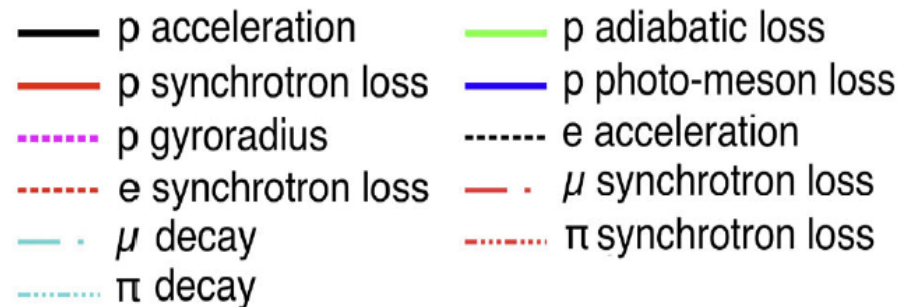 p acceleration
p adiabatic loss
p synchrotron loss
p photo-meson loss
p gyroradius
e acceleration
e synchrotron loss
μ synchrotron loss
μ decay
π synchrotron loss
π decay